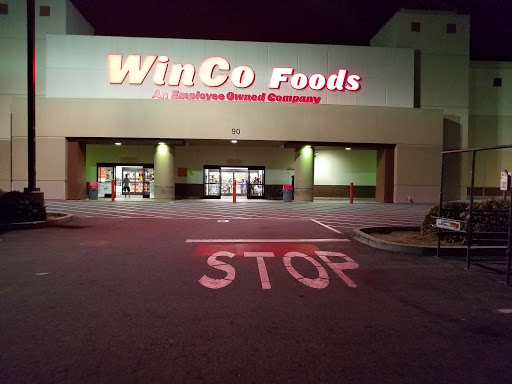 WinCo Foods
An Employee Owned Company
90
STOP